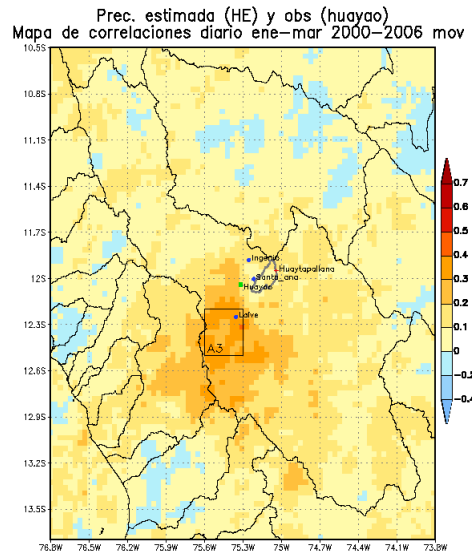 Prec. estimada (HE) y obs (huayao)
Mapa de correlaciones diario ene-mar 2000-2006 mov
10.5S
10.8S
11.1S
11.4S
11.7S
12S
12.3S
12.6S
12.9S
13.2S
13.5S
Ingenio
Huaytapallana
Santa_ana
Huayao
Laive
A3
0.7
0.6
0.5
0.4
0.3
0.2
0.1
0
-0.2
-0.4
76.8W 76.5W 76.2W 75.9W 75.6W 75.3W 75W 74.7W 74.4W 74.1W 73.8W